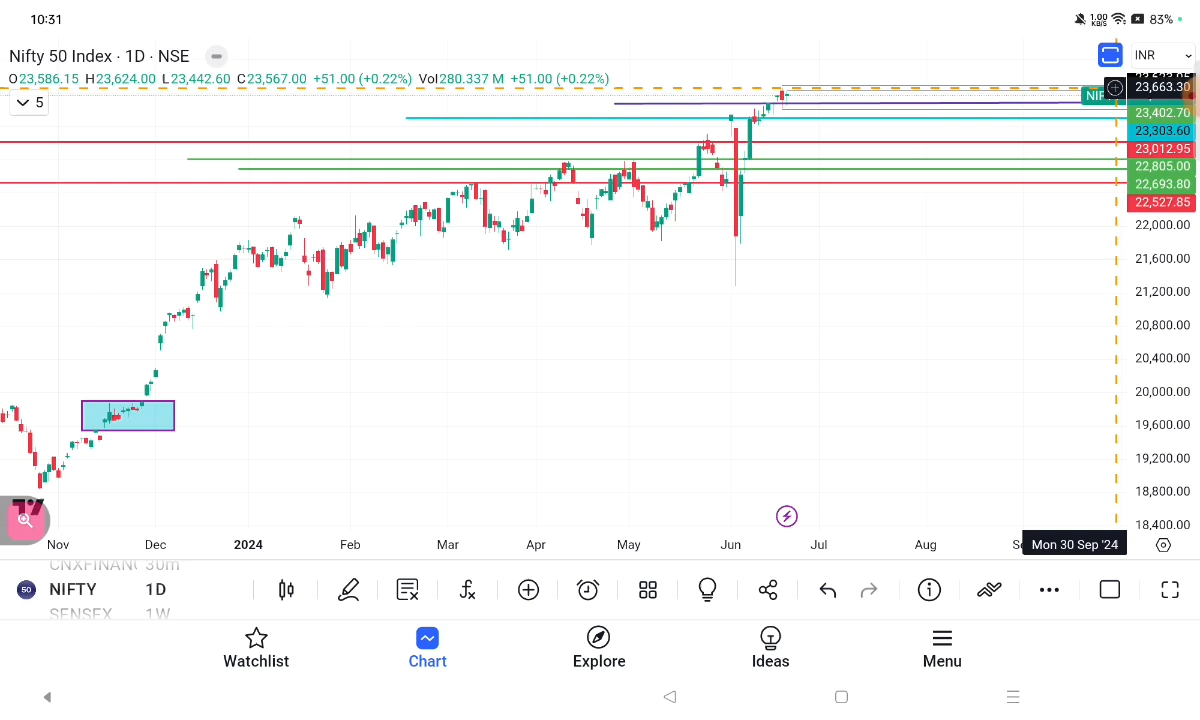 10:31
1.00 KB/S 83%
Nifty 50 Index · 1D · NSE
INR
O23,586.15 H23,624.00 L23,442.60 C23,567.00 +51.00 (+0.22%) Vol280.337 M +51.00 (+0.22%)
5
23,663.30
23,402.70
23,303.60
23,012.95
22,805.00
22,693.80
22,527.85
22,000.00
21,600.00
21,200.00
20,800.00
20,400.00
20,000.00
19,600.00
19,200.00
18,800.00
18,400.00
Nov Dec 2024 Feb Mar Apr May Jun Jul Aug Mon 30 Sep '24
30m
50 NIFTY 1D
SENSEX 1W
Watchlist Chart Explore Ideas Menu